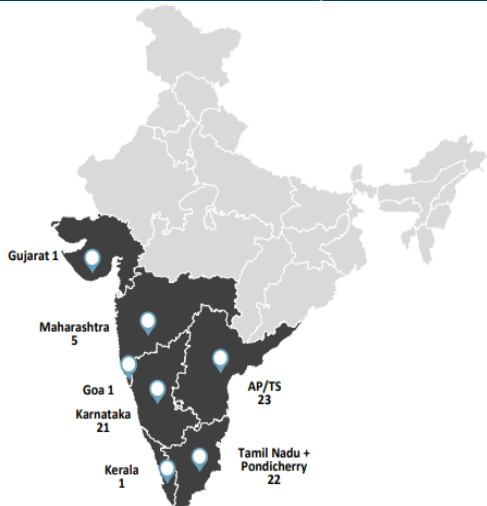 Gujarat 1
Maharashtra
5
Goa 1
Karnataka
21
AP/TS
23
Kerala
1
Tamil Nadu +
Pondicherry
22